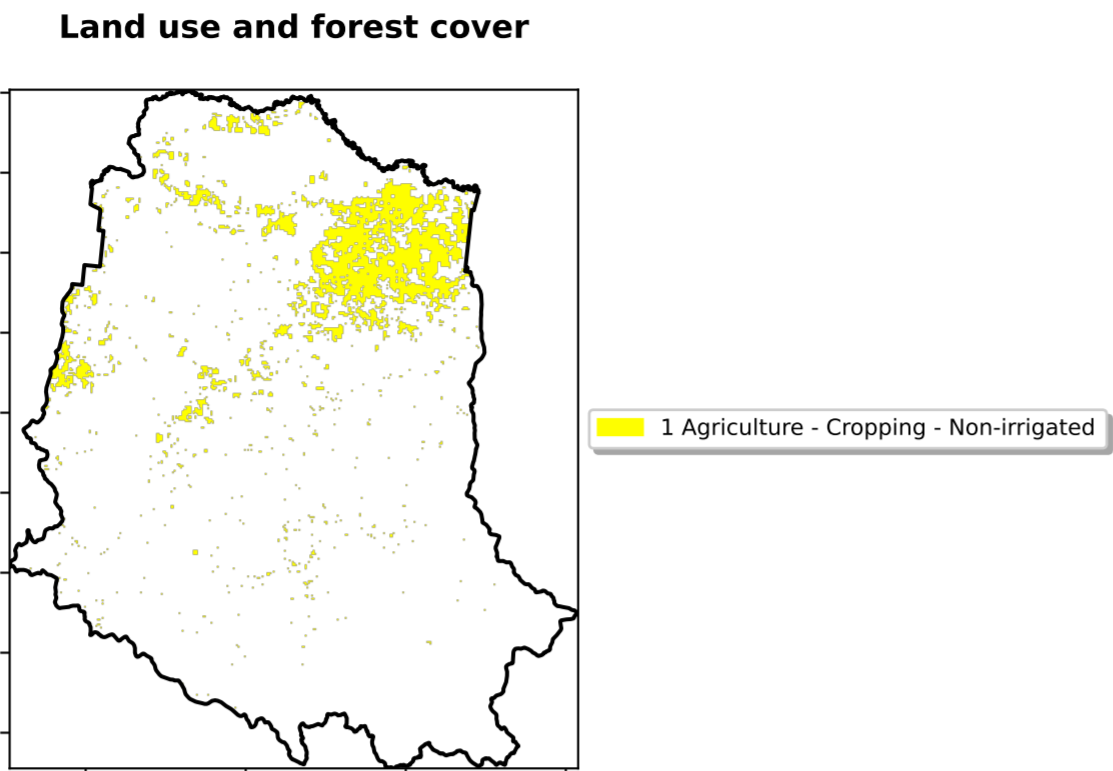 Land use and forest cover
1 Agriculture - Cropping - Non-irrigated